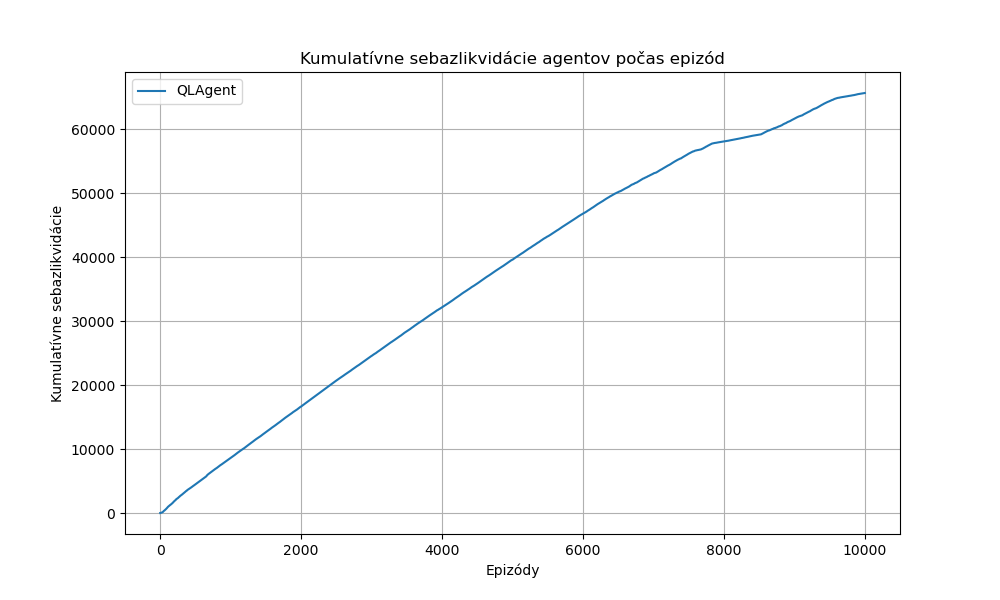 Kumulatívne sebazlikvidácie agentov počas epizód
QLAgent
Kumulatívne sebazlikvidácie
60000
50000
40000
30000
20000
10000
0
0 2000 4000 6000 8000 10000
Epizódy